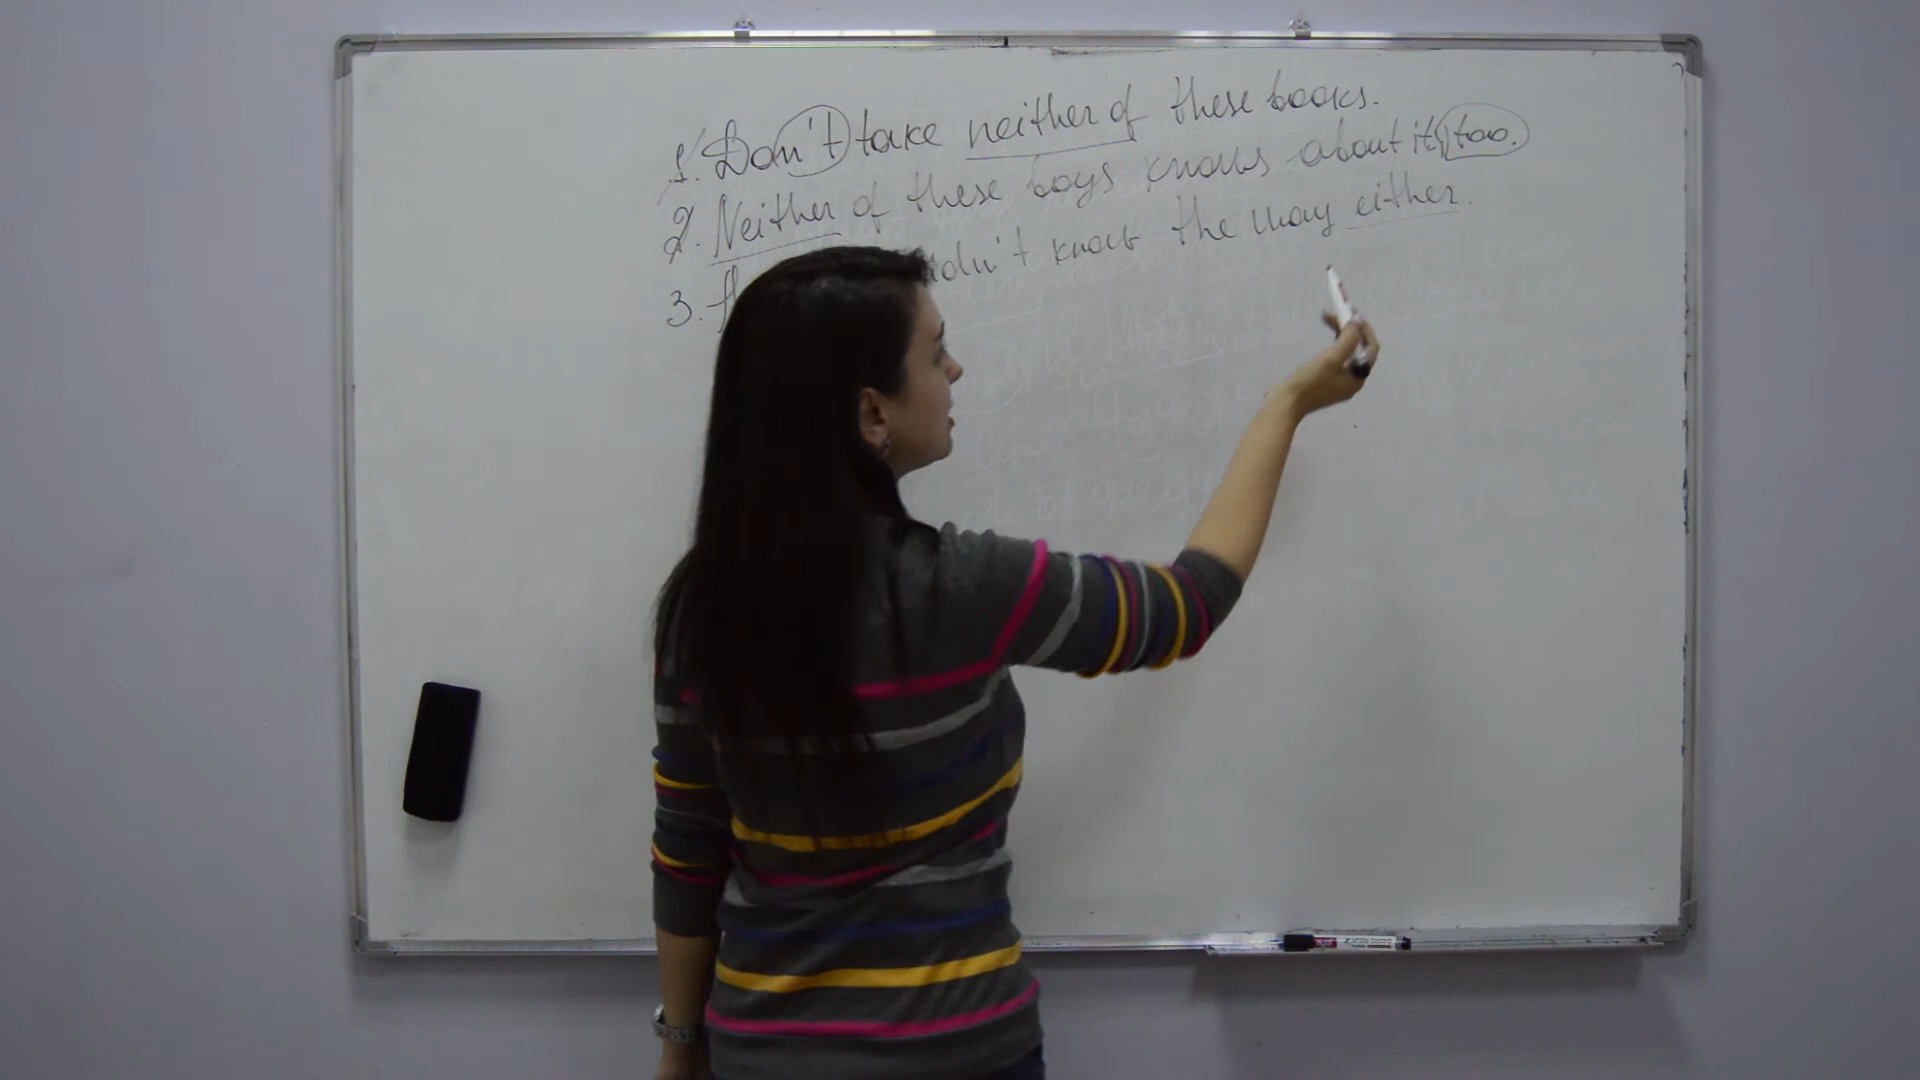 1. Don't take neither of these books.
2. Neither of these boys knows about it, too.
3. didn't know the way either.